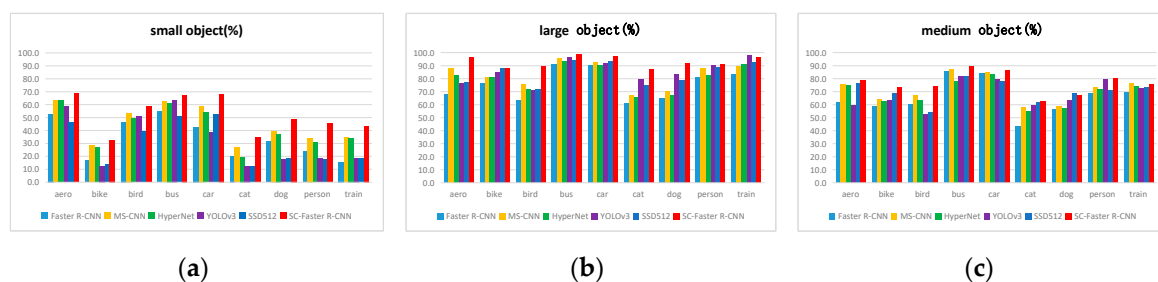 small object(%)
100.0
90.0
80.0
70.0
60.0
50.0
40.0
30.0
20.0
10.0
0.0
aero bike bird bus car cat dog person train
Faster R-CNN MS-CNN HyperNet YOLOv3 SSD512 SC-Faster R-CNN
(a)
large object(%)
100.0
90.0
80.0
70.0
60.0
50.0
40.0
30.0
20.0
10.0
0.0
aero bike bird bus car cat dog person train
Faster R-CNN MS-CNN HyperNet YOLOv3 SSD512 SC-Faster R-CNN
(b)
medium object(%)
100.0
90.0
80.0
70.0
60.0
50.0
40.0
30.0
20.0
10.0
0.0
aero bike bird bus car cat dog person train
Faster R-CNN MS-CNN HyperNet YOLOv3 SSD512 SC-Faster R-CNN
(c)